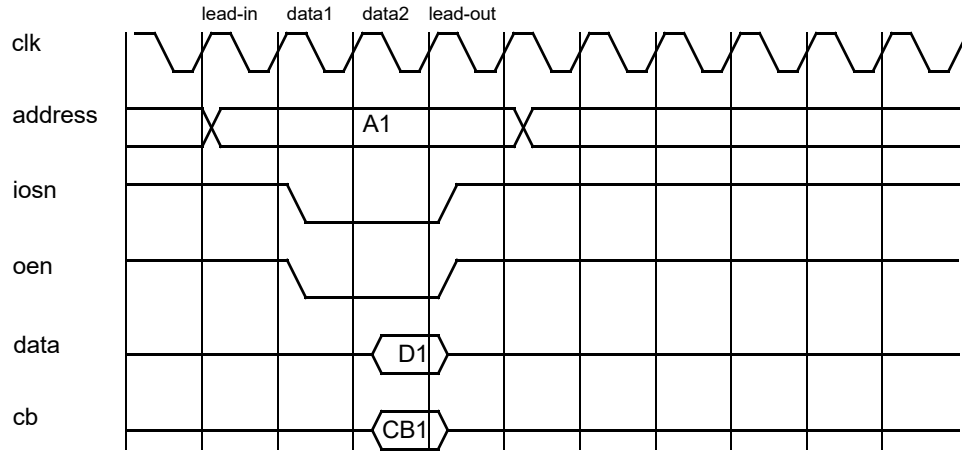 lead-in data1 data2 lead-out
clk
address
A1
iosn
oen
data
D1
cb
CB1